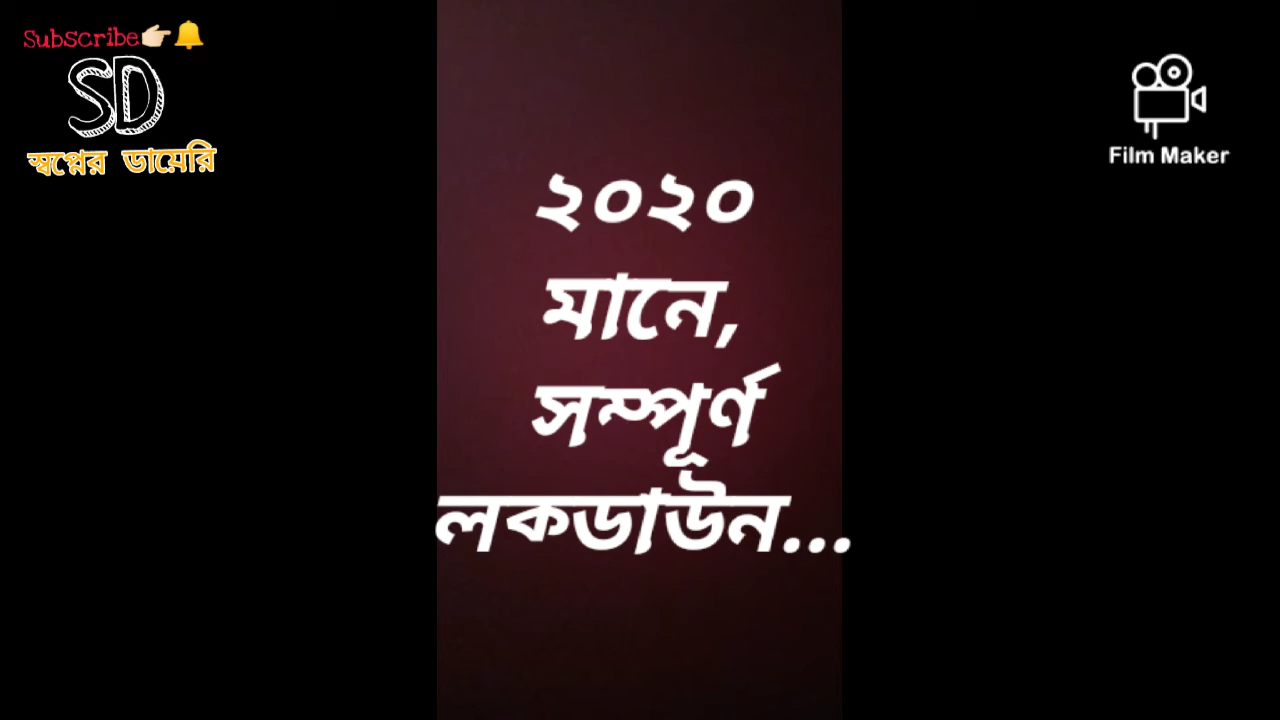 Subscribe👉🏻🔔
SD
স্বপ্নের ডায়েরি
Film Maker
২০২০
মানে,
সম্পূর্ণ
লকডাউন...